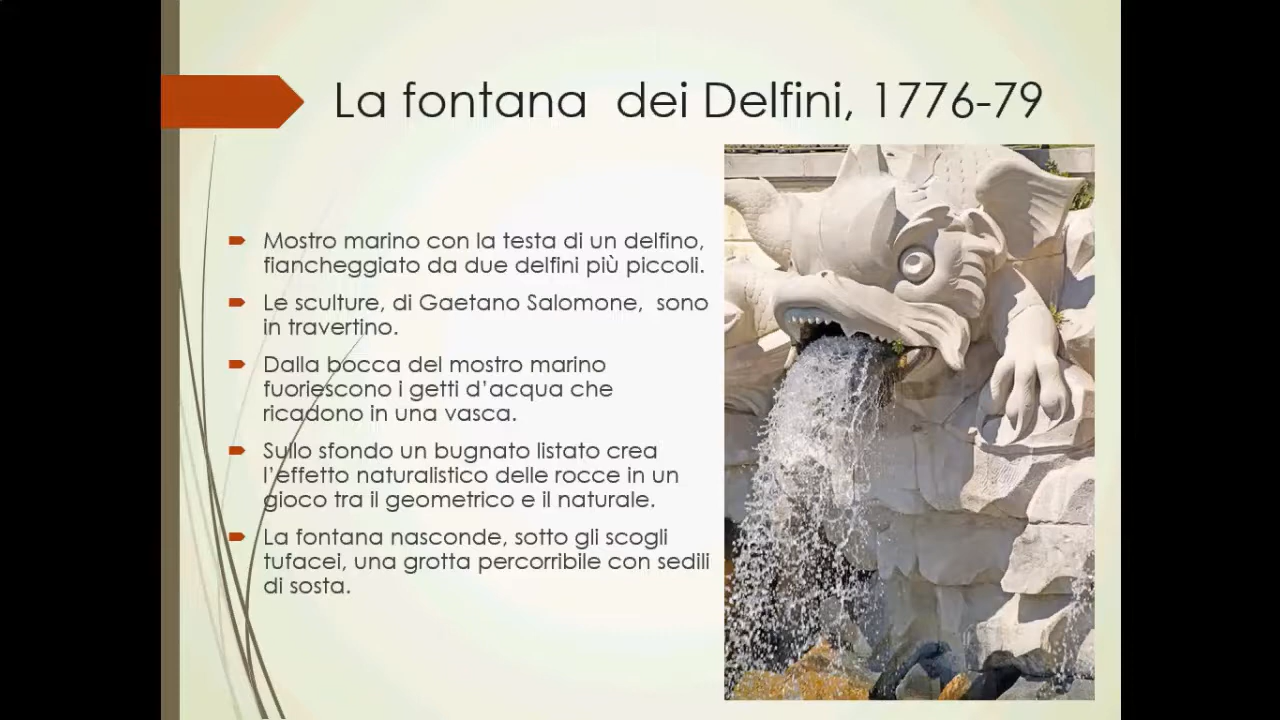 La fontana  dei Delfini, 1776-79
Mostro marino con la testa di un delfino,
fiancheggiato da due delfini più piccoli.
Le sculture, di Gaetano Salomone,  sono
in travertino.
Dalla bocca del mostro marino
fuoriescono i getti d’acqua che
ricadono in una vasca.
Sullo sfondo un bugnato listato crea
l’effetto naturalistico delle rocce in un
gioco tra il geometrico e il naturale.
La fontana nasconde, sotto gli scogli
tufacei, una grotta percorribile con sedili
di sosta.